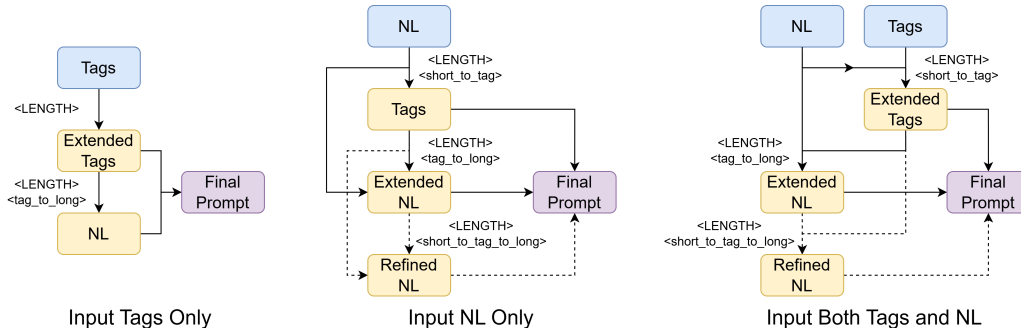 Tags
<LENGTH>
Extended
Tags
<LENGTH>
<tag_to_long>
NL
Final
Prompt
Input Tags Only
NL
<LENGTH>
<short_to_tag>
Tags
<LENGTH>
<tag_to_long>
Extended
NL
Final
Prompt
<LENGTH>
<short_to_tag_to_long>
Refined
NL
Input NL Only
NL
Tags
<LENGTH>
<short_to_tag>
Extended
Tags
<LENGTH>
<tag_to_long>
Extended
NL
Final
Prompt
<LENGTH>
<short_to_tag_to_long>
Refined
NL
Input Both Tags and NL